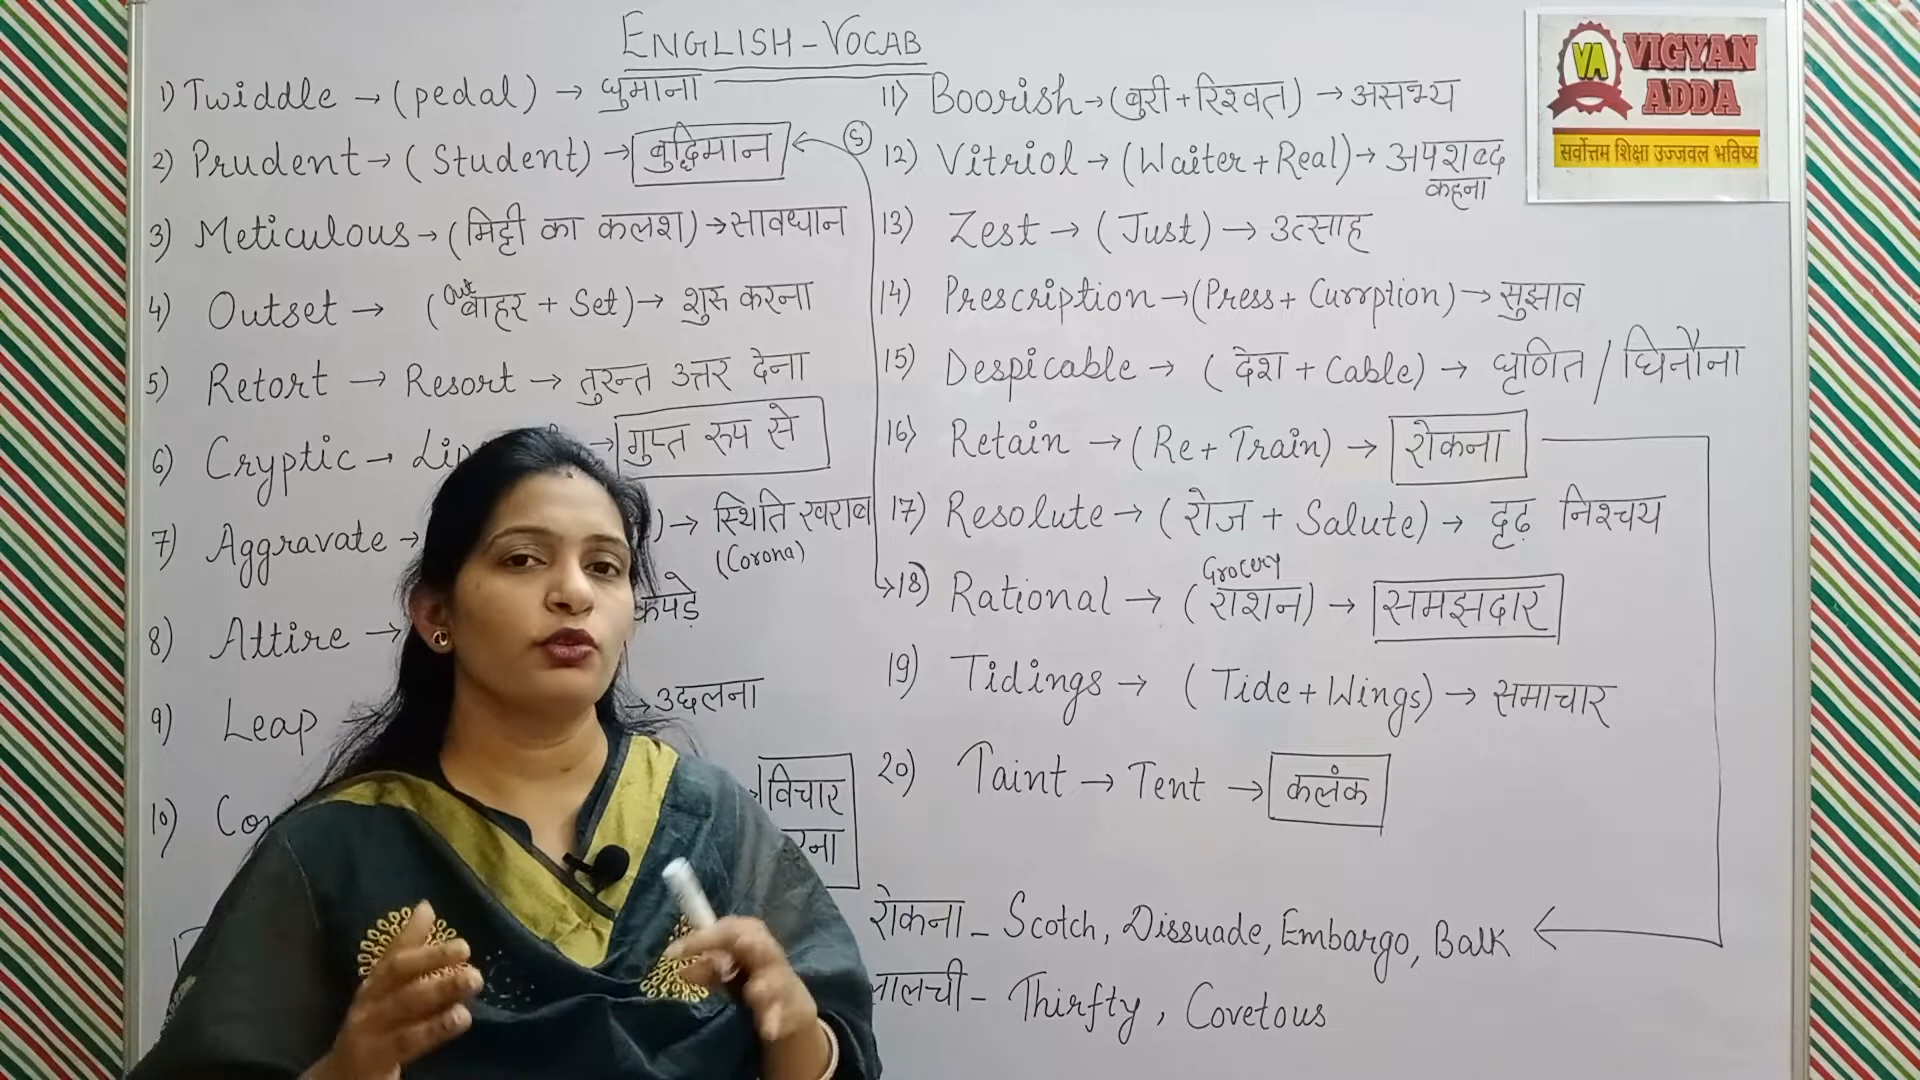 ENGLISH - VOCAB
1) Twiddle → (pedal) → घुमाना
2) Prudent → (Student) → बुद्धिमान
3) Meticulous → (मिट्टी का कलश) → सावधान
4) Outset → (Out बाहर + Set) → शुरू करना
5) Retort → Resort → तुरन्त उत्तर देना
6) Cryptic → → गुप्त रूप से
7) Aggravate → ) → स्थिति खराब
(Corona)
8) Attire → कपड़े
9) Leap → → उछलना
10) विचार
11) Boorish → (बुरी + रिश्वत) → असभ्य
S 12) Vitriol → (Waiter + Real) → अपशब्द
कहना
13) Zest → (Just) → उत्साह
14) Prescription → (Press + Currption) → सुझाव
15) Despicable → (देश + Cable) → घृणित / घिनौना
16) Retain → (Re + Train) → रोकना
17) Resolute → (रोज + Salute) → दृढ़ निश्चय
Grocery
18) Rational → (राशन) → समझदार
19) Tidings → (Tide + Wings) → समाचार
20) Taint → Tent → कलंक
रोकना - Scotch, Dissuade, Embargo, Balk
लालची - Thirfty, Covetous
VA VIGYAN
ADDA
सर्वोत्तम शिक्षा उज्जवल भविष्य